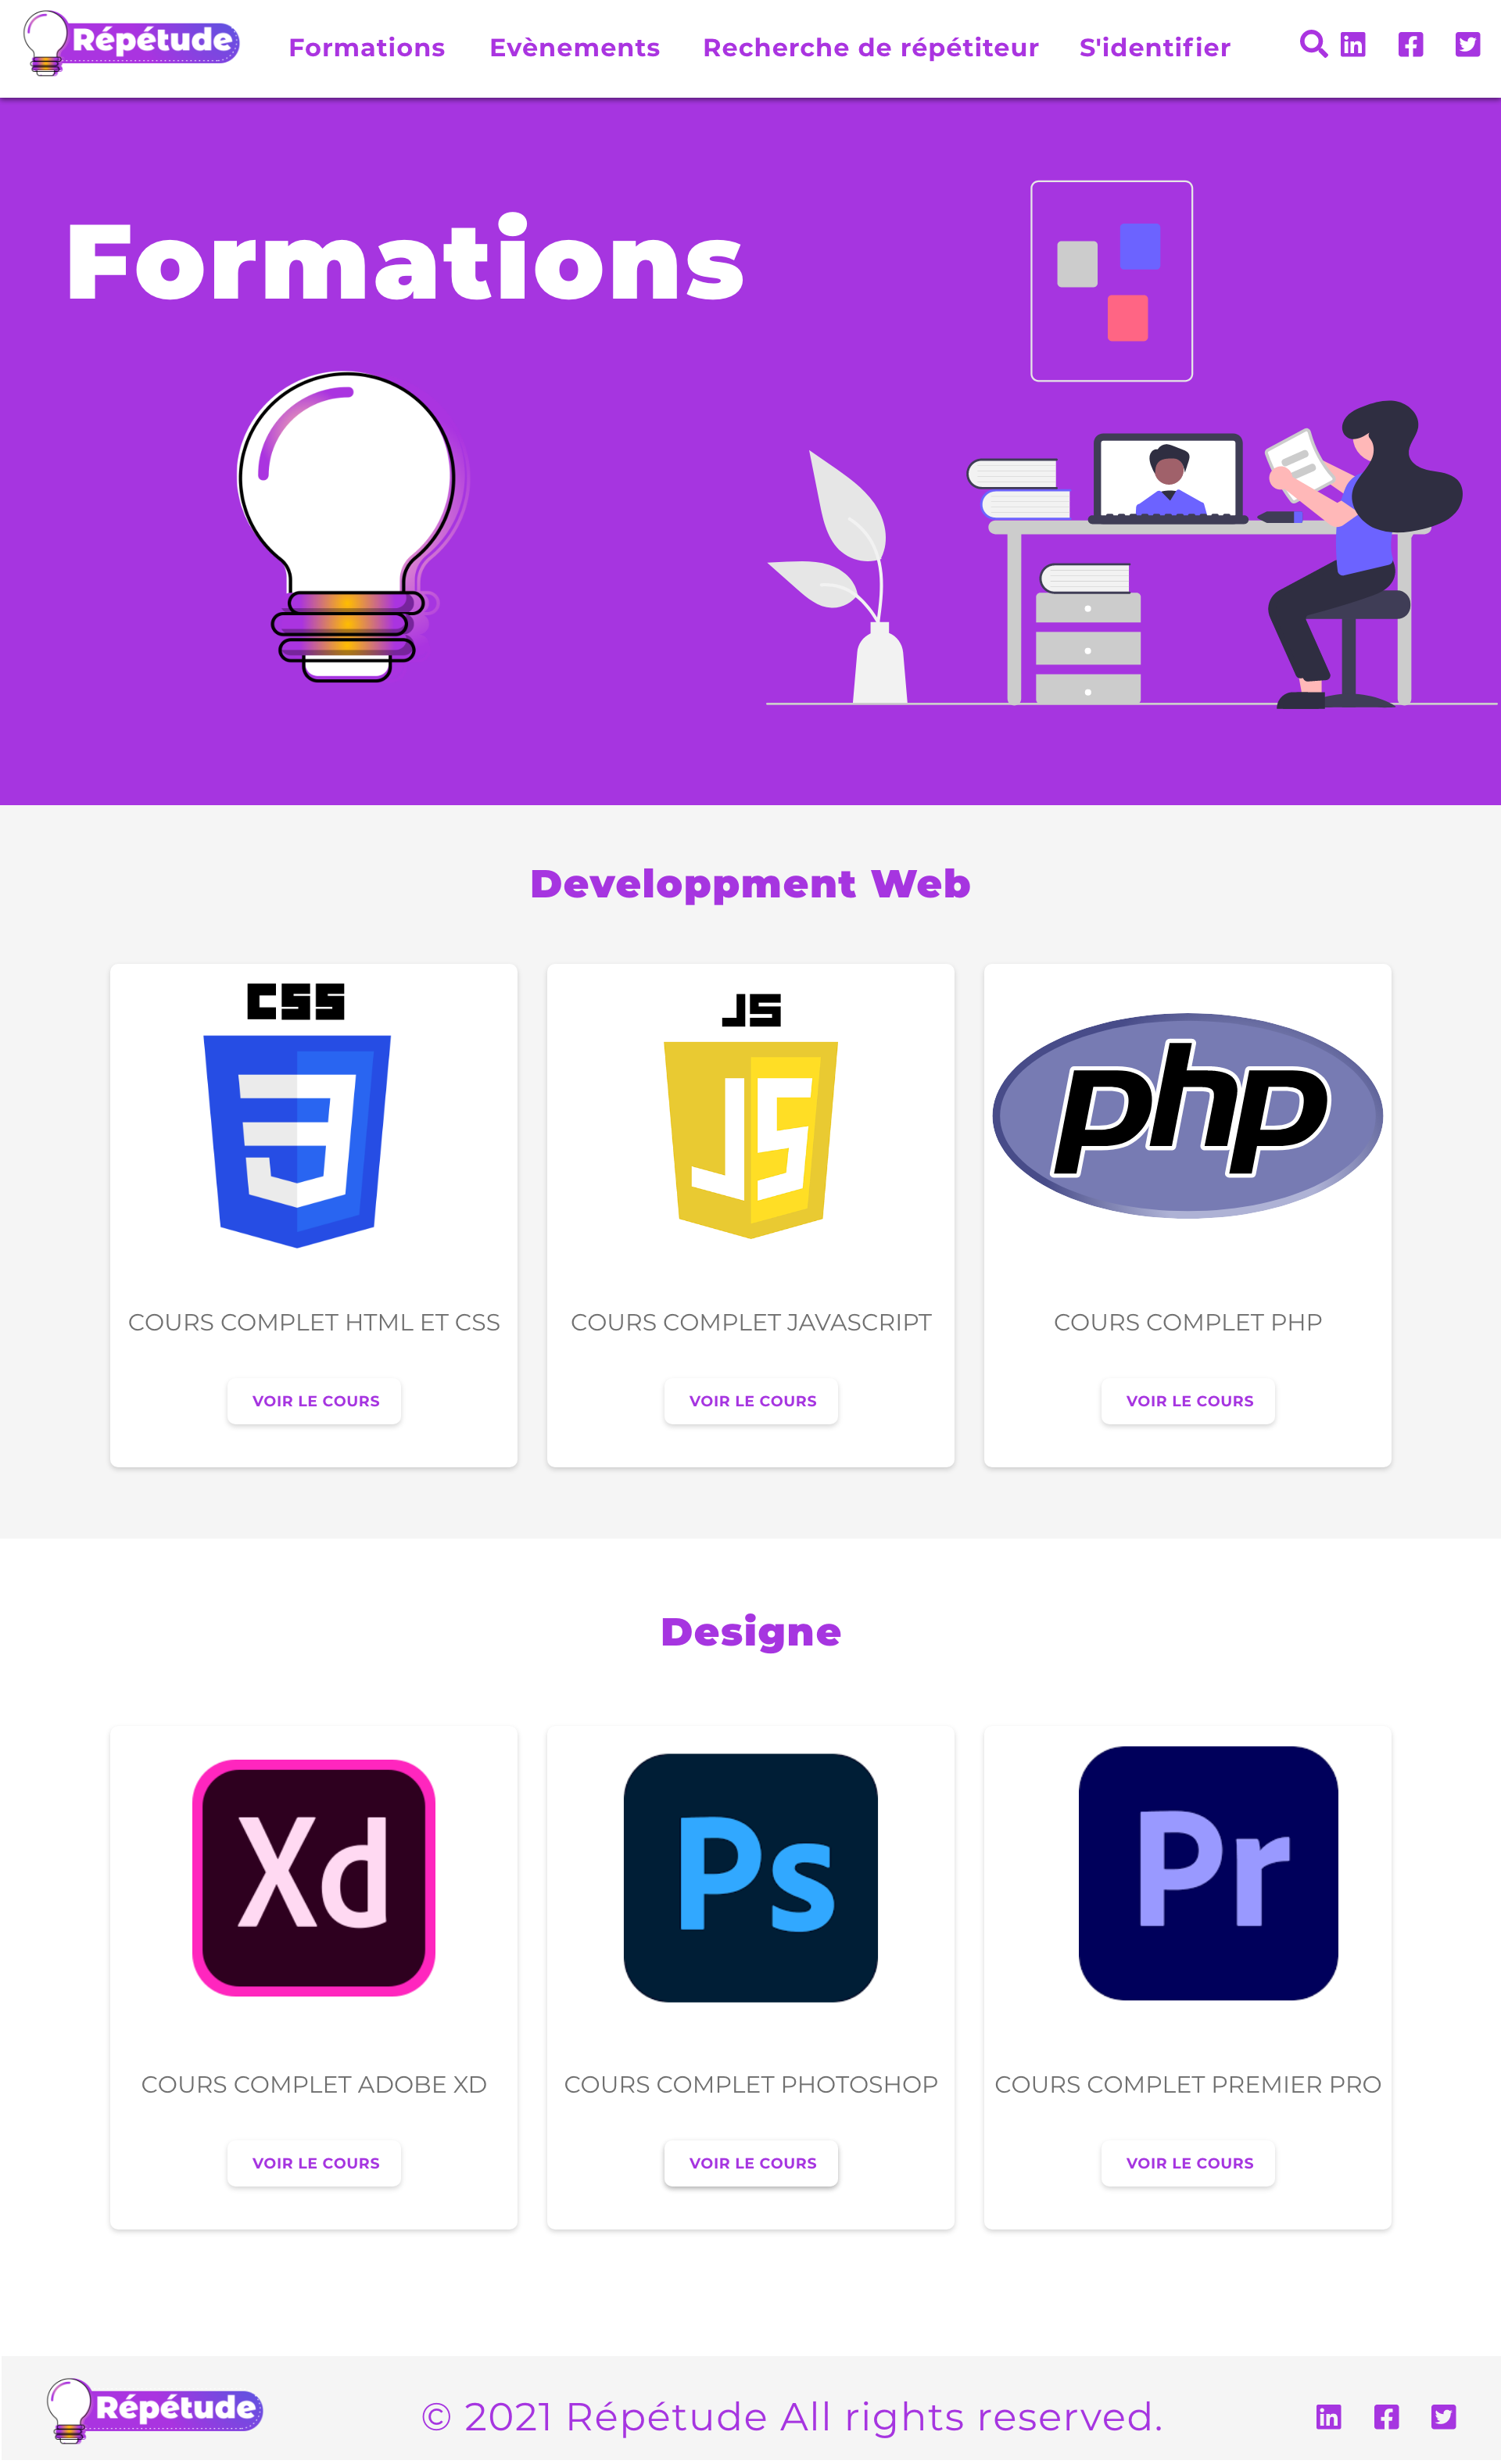 Répétude
Formations Evènements Recherche de répétiteur S'identifier
Formations
Developpment Web
CSS
JS
JS
php
COURS COMPLET HTML ET CSS
COURS COMPLET JAVASCRIPT
COURS COMPLET PHP
VOIR LE COURS
VOIR LE COURS
VOIR LE COURS
Designe
Xd
Ps
Pr
COURS COMPLET ADOBE XD
COURS COMPLET PHOTOSHOP
COURS COMPLET PREMIER PRO
VOIR LE COURS
VOIR LE COURS
VOIR LE COURS
Répétude
© 2021 Répétude All rights reserved.